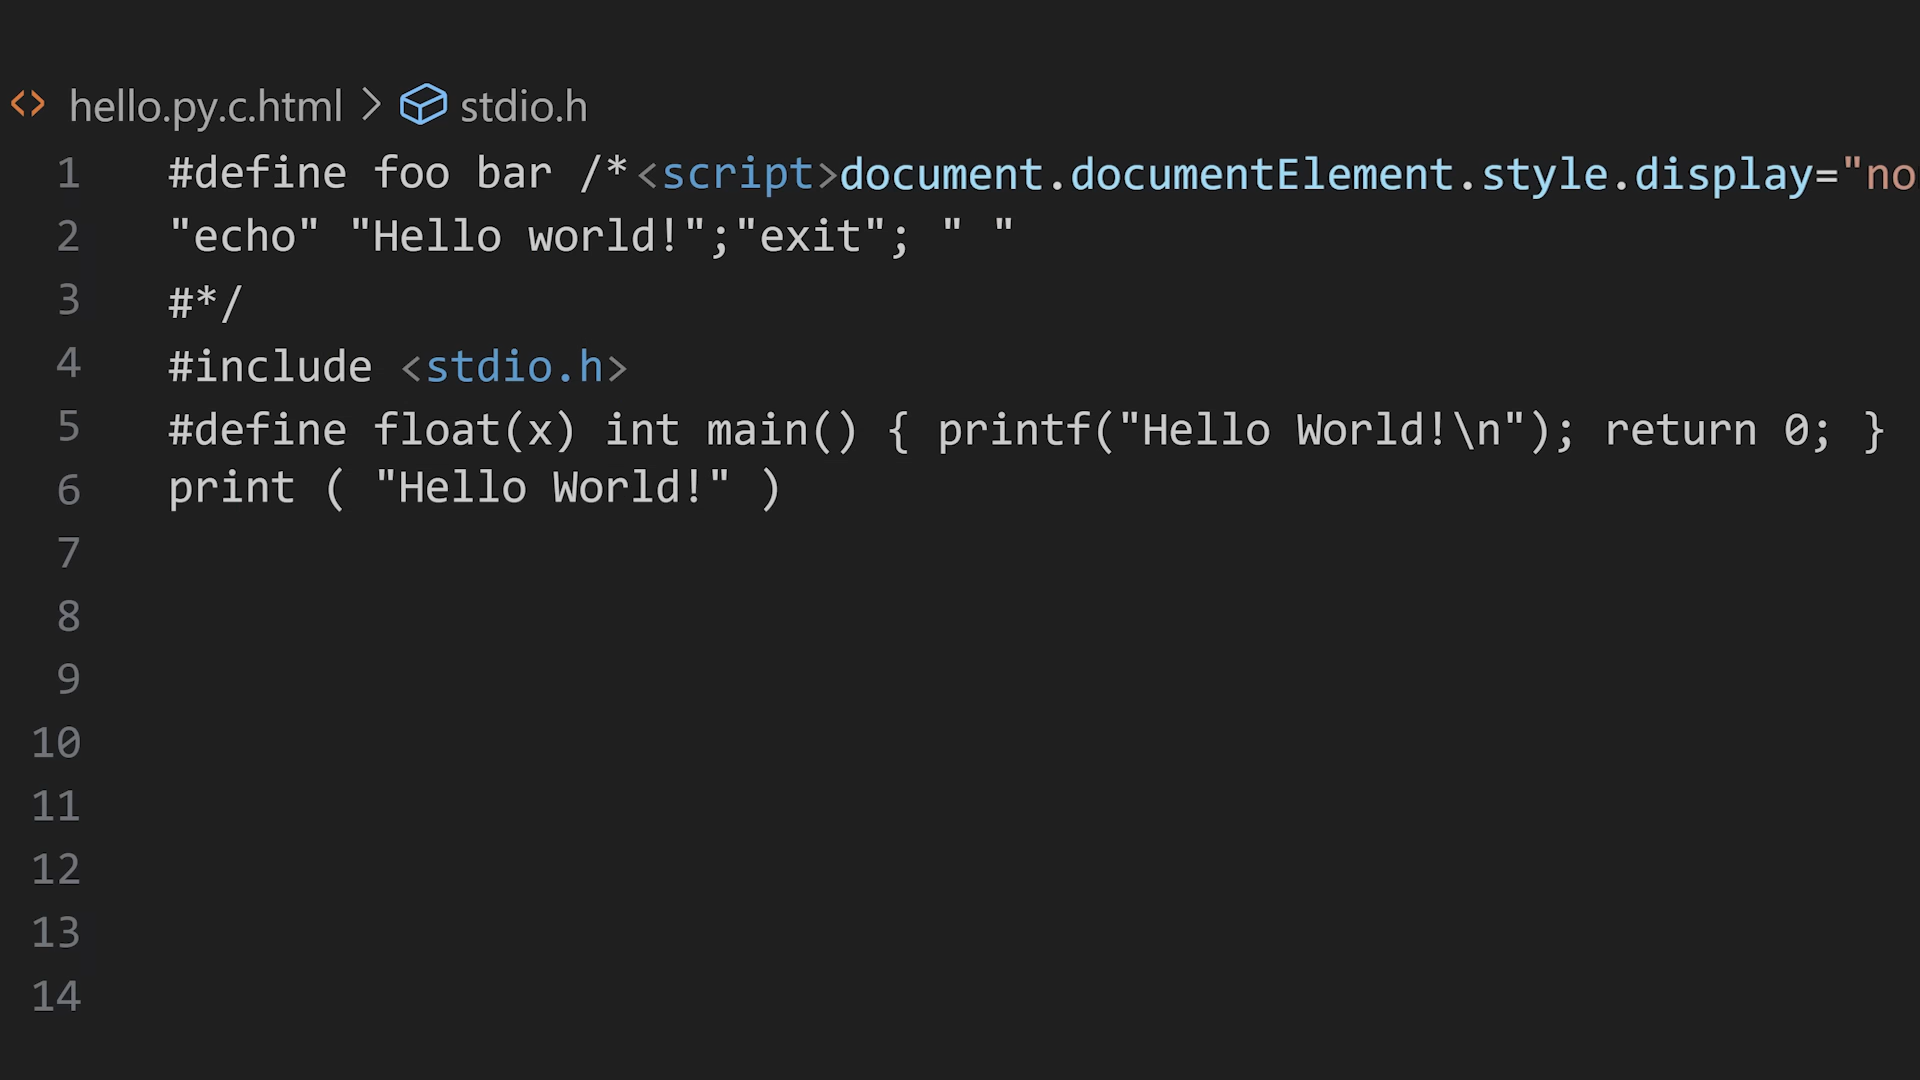 hello.py.c.html > stdio.h
1 #define foo bar /*<script>document.documentElement.style.display="no
2 "echo" "Hello world!";"exit"; " "
3 #*/
4 #include <stdio.h>
5 #define float(x) int main() { printf("Hello World!\n"); return 0; }
6 print ( "Hello World!" )
7
8
9
10
11
12
13
14